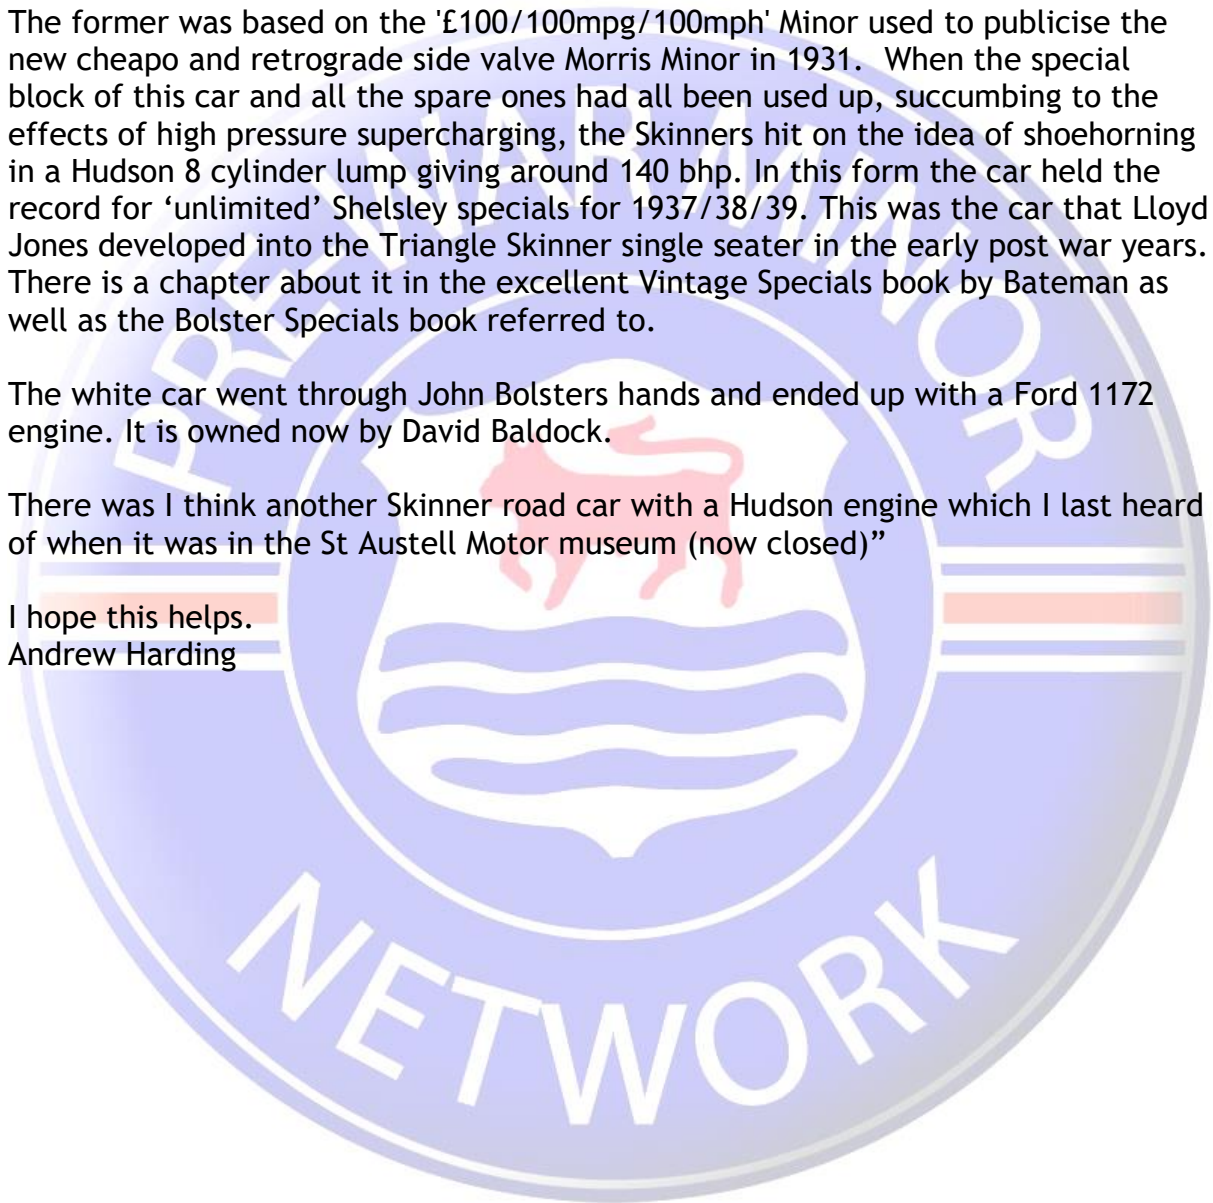 The former was based on the '£100/100mpg/100mph' Minor used to publicise the
new cheapo and retrograde side valve Morris Minor in 1931.  When the special
block of this car and all the spare ones had all been used up, succumbing to the
effects of high pressure supercharging, the Skinners hit on the idea of shoehorning
in a Hudson 8 cylinder lump giving around 140 bhp. In this form the car held the
record for ‘unlimited’ Shelsley specials for 1937/38/39. This was the car that Lloyd
Jones developed into the Triangle Skinner single seater in the early post war years.
There is a chapter about it in the excellent Vintage Specials book by Bateman as
well as the Bolster Specials book referred to.
The white car went through John Bolsters hands and ended up with a Ford 1172
engine. It is owned now by David Baldock.
There was I think another Skinner road car with a Hudson engine which I last heard
of when it was in the St Austell Motor museum (now closed)”
I hope this helps.
Andrew Harding
PRE-WAR MINOR
NETWORK